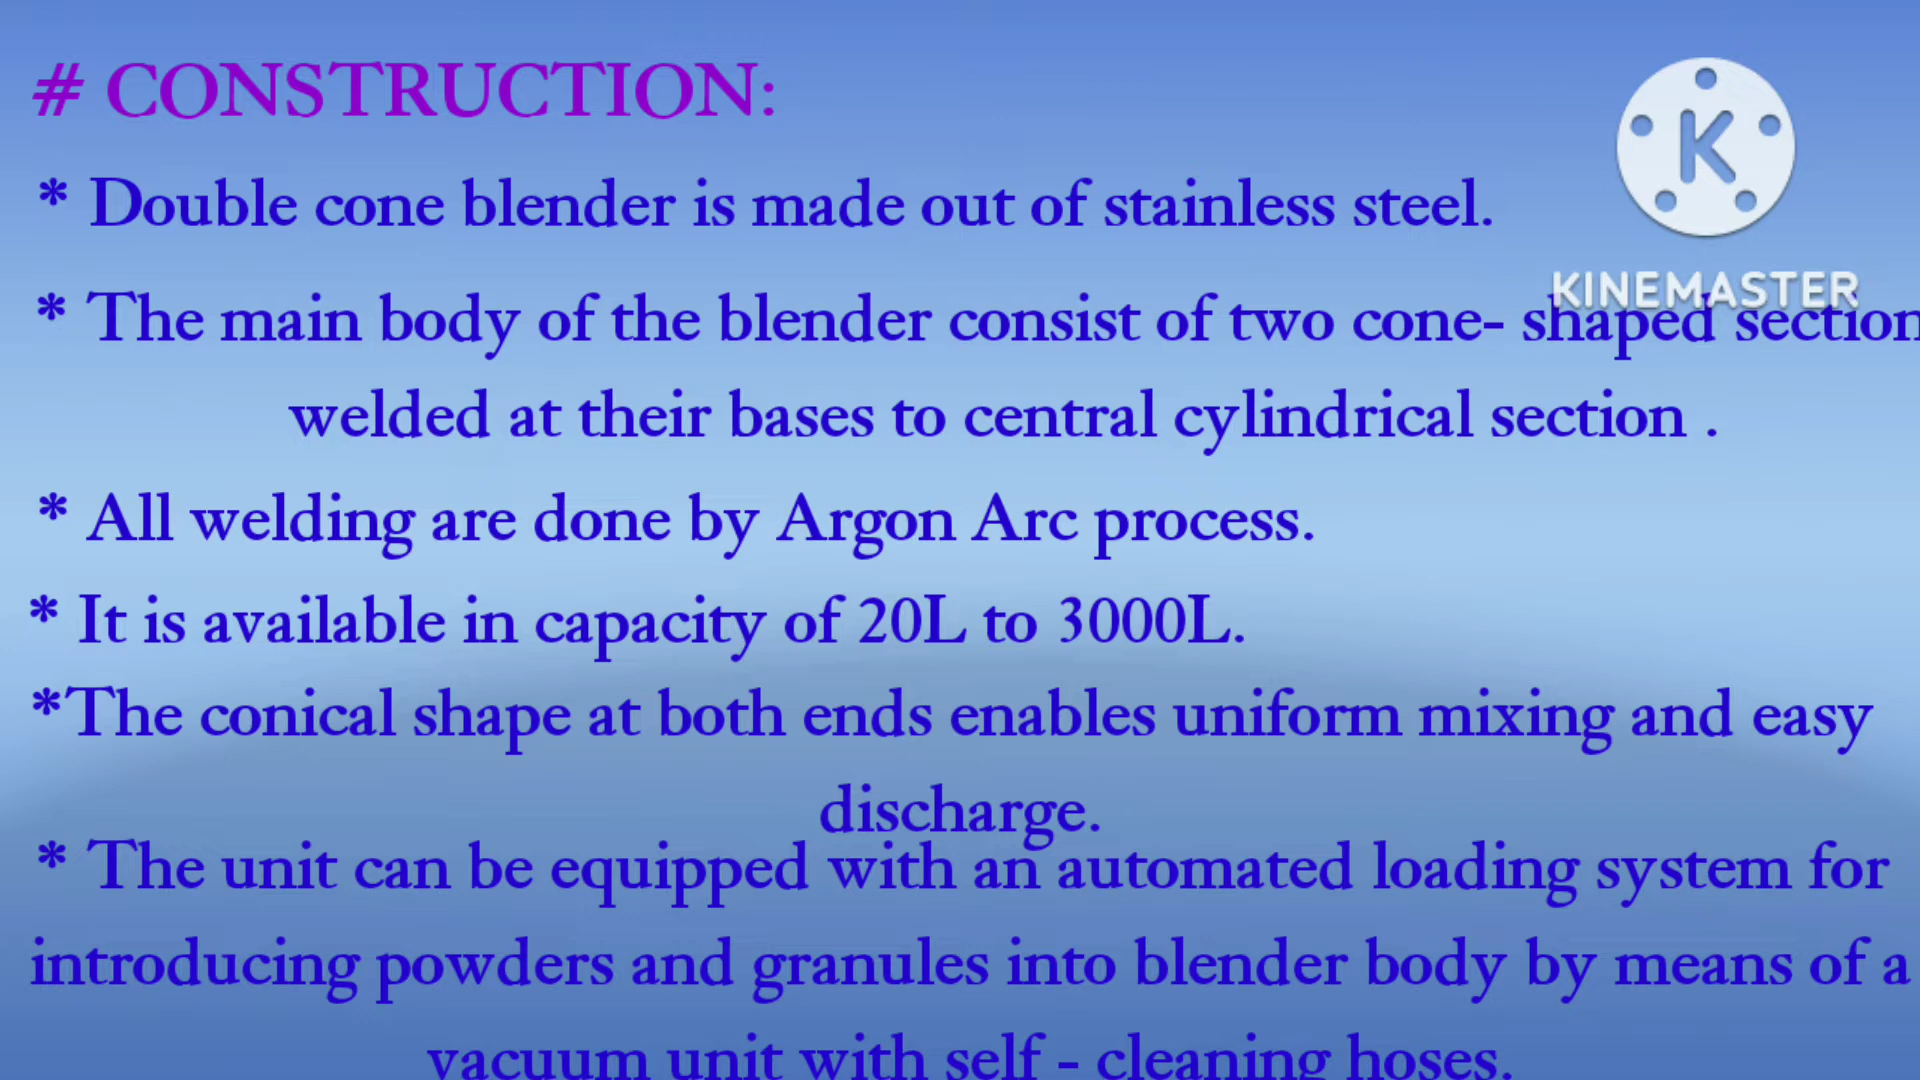 # CONSTRUCTION:
* Double cone blender is made out of stainless steel.
K
KINEMASTER
* The main body of the blender consist of two cone- shaped section
welded at their bases to central cylindrical section .
* All welding are done by Argon Arc process.
* It is available in capacity of 20L to 3000L.
*The conical shape at both ends enables uniform mixing and easy
discharge.
* The unit can be equipped with an automated loading system for
introducing powders and granules into blender body by means of a
vacuum unit with self - cleaning hoses.